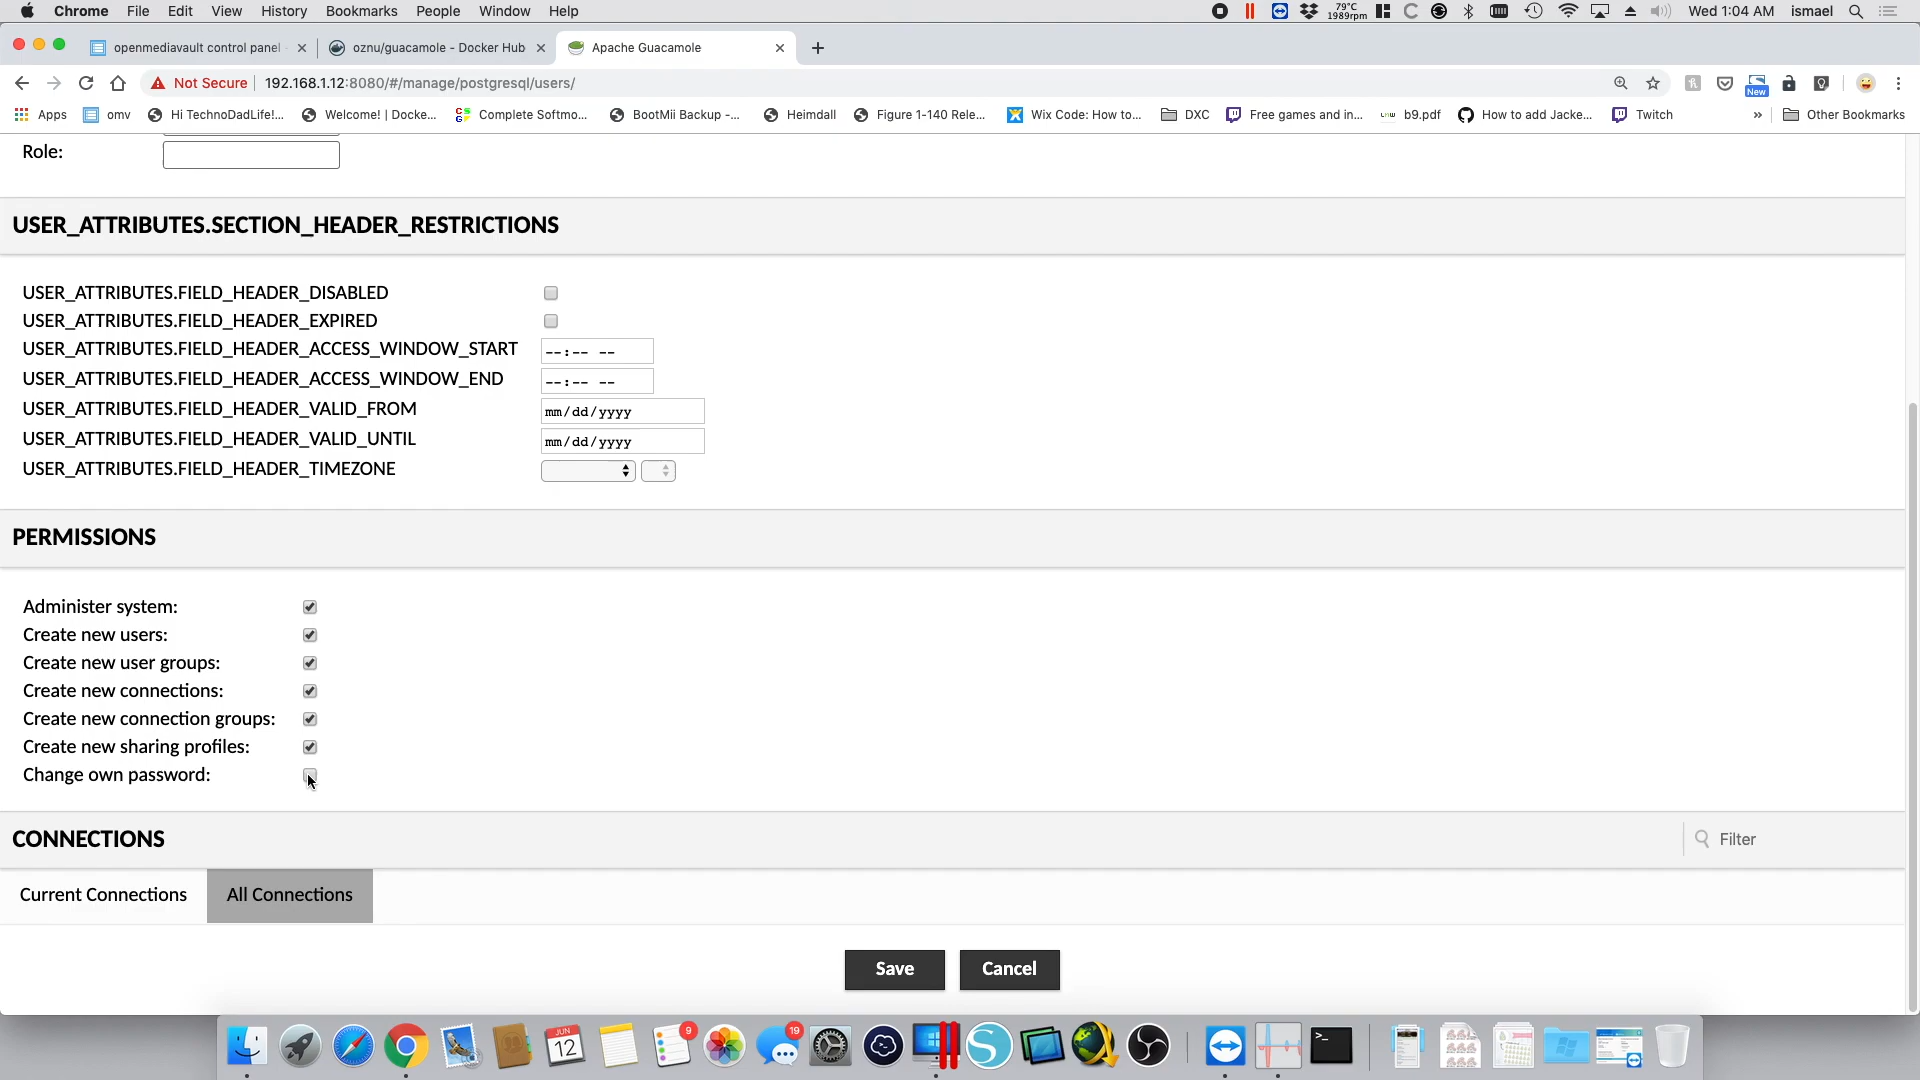 Chrome File Edit View History Bookmarks People Window Help 79°C 1989rpm Wed 1:04 AM ismael
openmediavault control panel - oznu/guacamole - Docker Hub Apache Guacamole
Not Secure 192.168.1.12:8080/#/manage/postgresql/users/ New
Apps omv Hi TechnoDadLife!... Welcome! | Docke... Complete Softmo... BootMii Backup -... Heimdall Figure 1-140 Rele... Wix Code: How to... DXC Free games and in... b9.pdf How to add Jacke... Twitch » Other Bookmarks
Role:
USER_ATTRIBUTES.SECTION_HEADER_RESTRICTIONS
USER_ATTRIBUTES.FIELD_HEADER_DISABLED
USER_ATTRIBUTES.FIELD_HEADER_EXPIRED
USER_ATTRIBUTES.FIELD_HEADER_ACCESS_WINDOW_START --:-- --
USER_ATTRIBUTES.FIELD_HEADER_ACCESS_WINDOW_END --:-- --
USER_ATTRIBUTES.FIELD_HEADER_VALID_FROM mm/dd/yyyy
USER_ATTRIBUTES.FIELD_HEADER_VALID_UNTIL mm/dd/yyyy
USER_ATTRIBUTES.FIELD_HEADER_TIMEZONE
PERMISSIONS
Administer system:
Create new users:
Create new user groups:
Create new connections:
Create new connection groups:
Create new sharing profiles:
Change own password:
CONNECTIONS Filter
Current Connections All Connections
Save Cancel
JUN 12 9 19